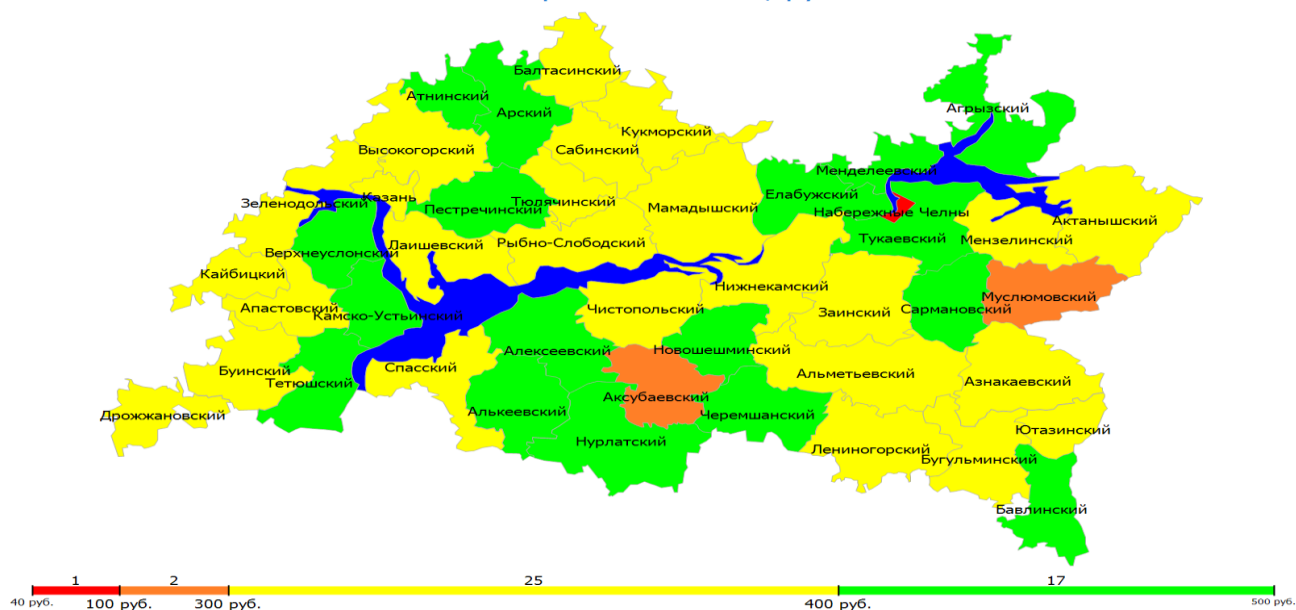 Балтасинский
Атнинский
Арский
Агрызский
Кукморский
Высокогорский
Сабинский
Менделеевский
Елабужский
Казань
Зеленодольский
Тюлячинский
Пестречинский
Мамадышский
Набережные Челны
Актанышский
Тукаевский
Мензелинский
Лаишевский
Рыбно-Слободский
Верхнеуслонский
Кайбицкий
Нижнекамский
Муслюмовский
Апастовский
Чистопольский
Сармановский
Заинский
Камско-Устьинский
Алексеевский
Новошешминский
Спасский
Буинский
Альметьевский
Азнакаевский
Тетюшский
Аксубаевский
Дрожжановский
Алькеевский
Черемшанский
Ютазинский
Нурлатский
Лениногорский
Бугульминский
Бавлинский
1 2 25 17
40 руб. 100 руб. 300 руб. 400 руб. 500 руб.